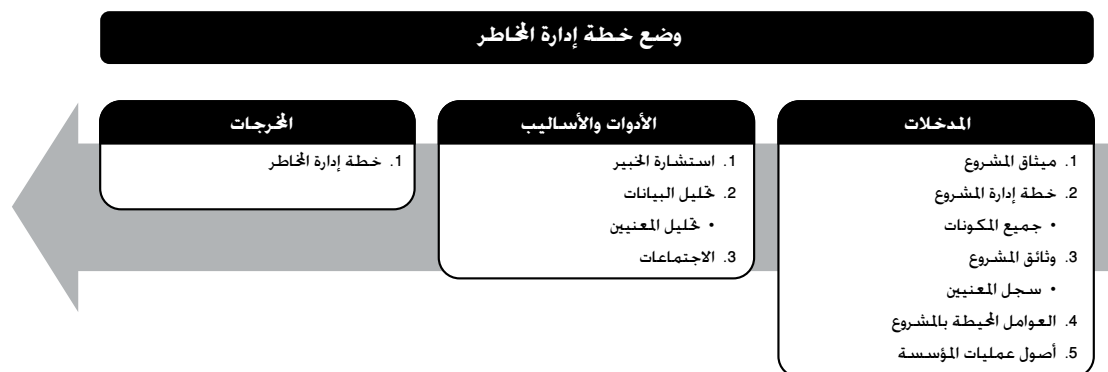 وضع خطة إدارة المخاطر
المدخلات
1. ميثاق المشروع
2. خطة إدارة المشروع
• جميع المكونات
3. وثائق المشروع
• سجل المعنيين
4. العوامل المحيطة بالمشروع
5. أصول عمليات المؤسسة
الأدوات والأساليب
1. استشارة الخبير
2. تحليل البيانات
• تحليل المعنيين
3. الاجتماعات
المخرجات
1. خطة إدارة المخاطر